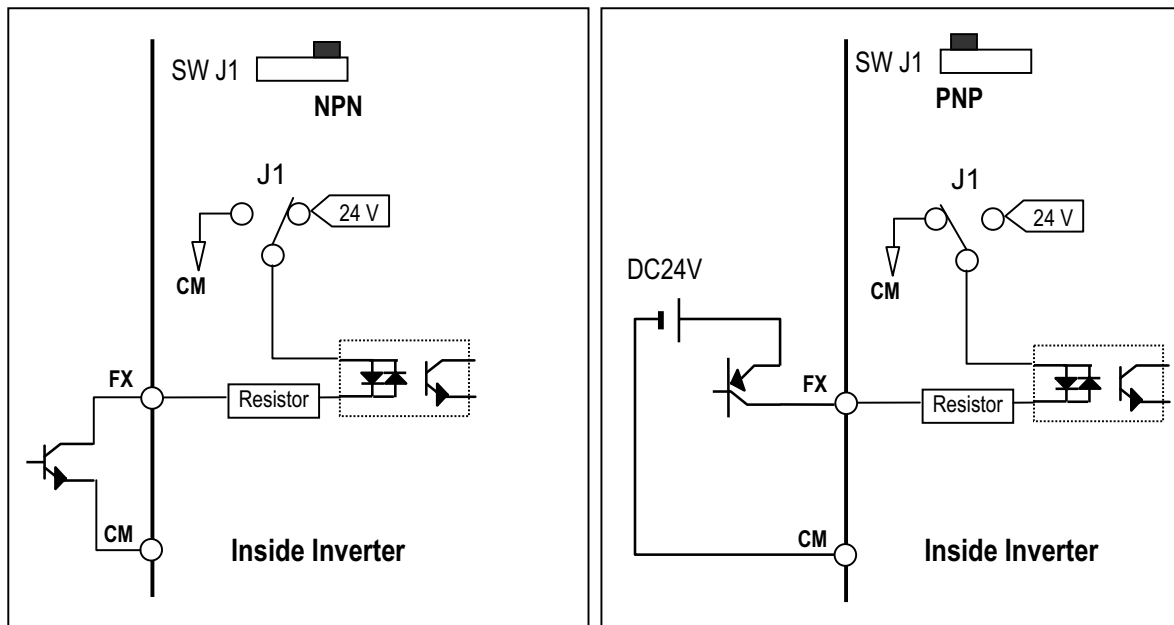 SW J1
NPN
J1
24 V
CM
FX
Resistor
CM
Inside Inverter
SW J1
PNP
J1
24 V
CM
DC24V
FX
Resistor
CM
Inside Inverter